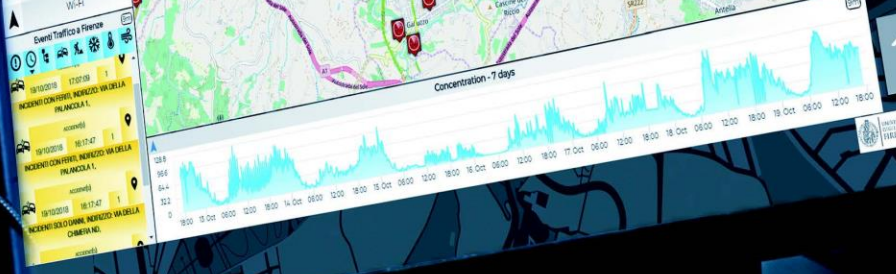 Wi-Fi
Eventi Traffico a Firenze
19/10/2018 17:07:09 1
INCIDENTI CON FERITI, INDIRIZZO: VIA DELLA
PALANCOLA 1,
19/10/2018 18:17:47 1
INCIDENTI CON FERITI, INDIRIZZO: VIA DELLA
PALANCOLA 1,
19/10/2018 18:17:47 1
INCIDENTI SOLO DANNI, INDIRIZZO: VIA DELLA
CHIMERA ND,
Galluzzo
Cascine del
Riccio
Antella
Concentration - 7 days
128.8
96.6
64.4
32.2
0
18:00 13. Oct 06:00 12:00 18:00 14. Oct 06:00 12:00 18:00 15. Oct 06:00 12:00 18:00 16. Oct 06:00 12:00 18:00 17. Oct 06:00 12:00 18:00 18. Oct 06:00 12:00 18:00 19. Oct 06:00 12:00 18:00